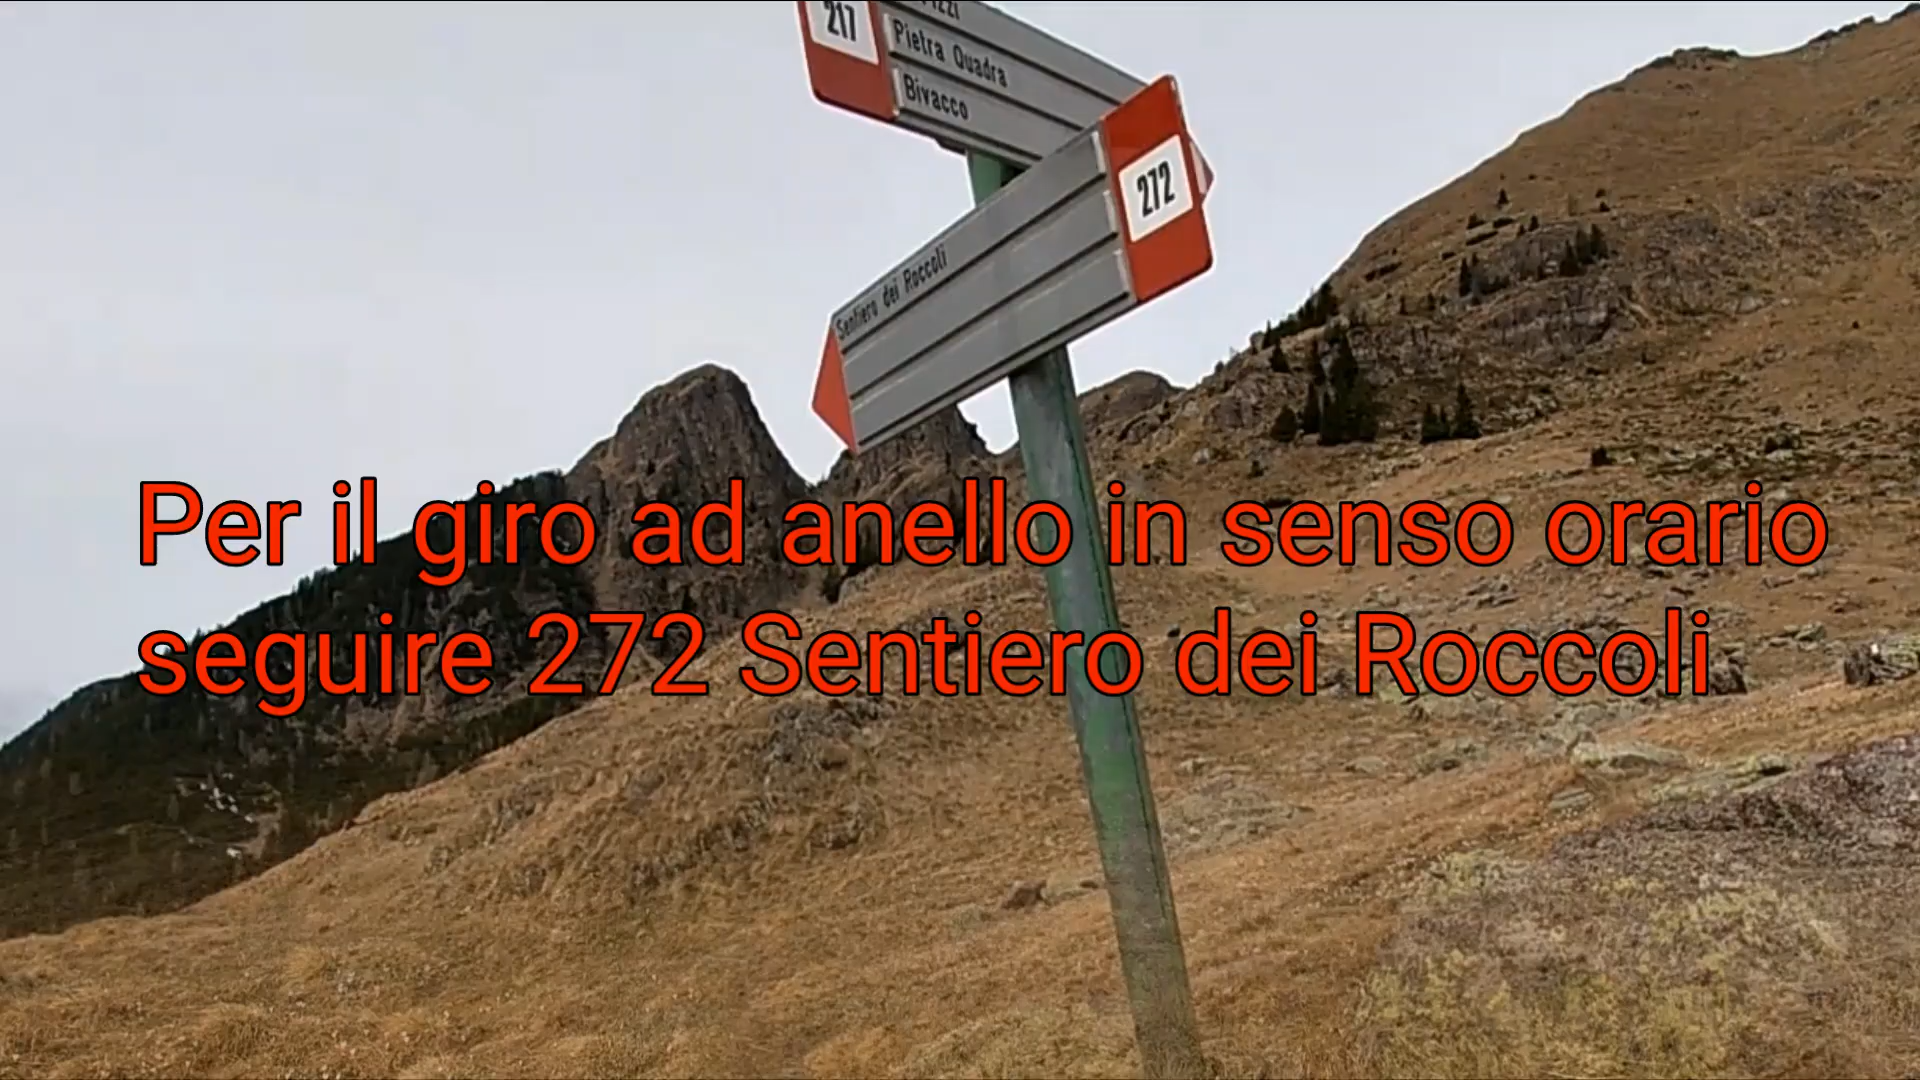 217
Pietra Quadra
Bivacco
272
Sentiero dei Roccoli
Per il giro ad anello in senso orario
seguire 272 Sentiero dei Roccoli